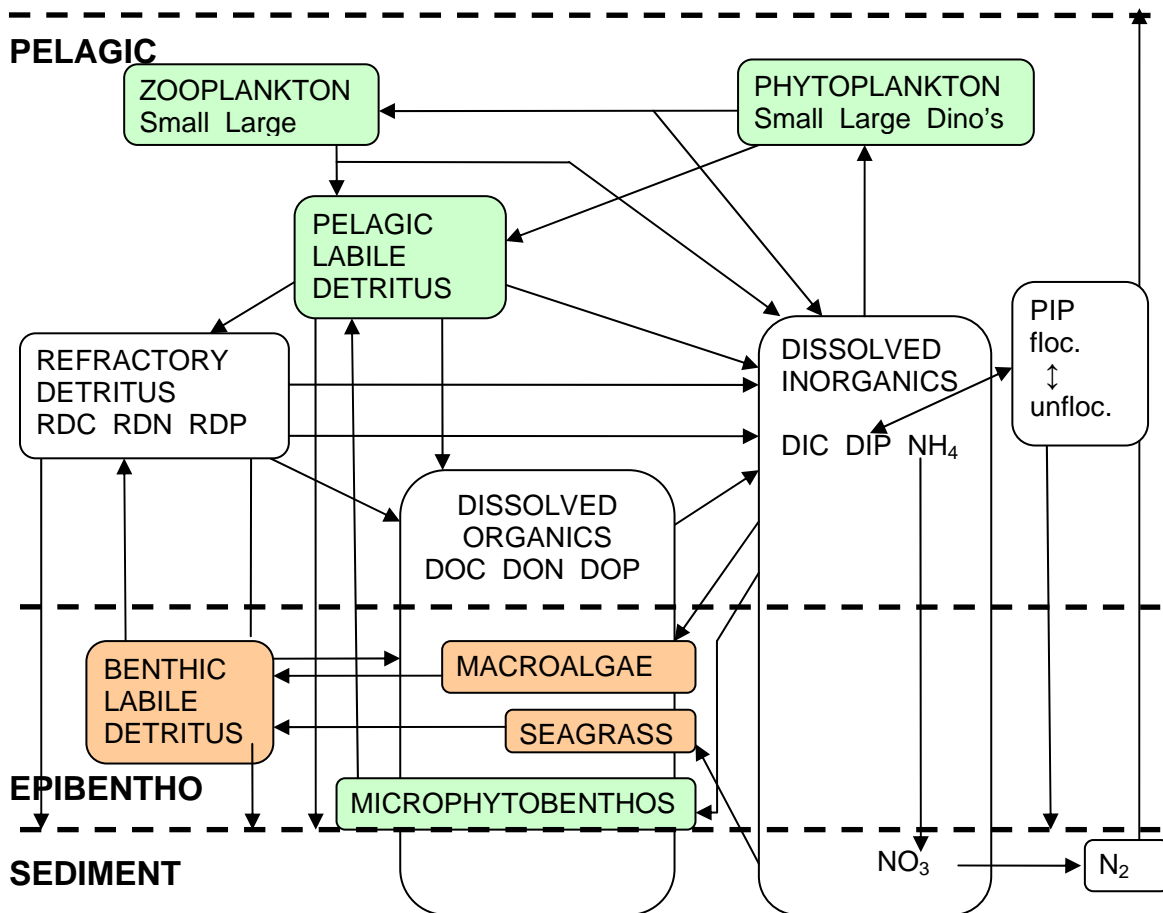 PELAGIC
ZOOPLANKTON
Small Large
PHYTOPLANKTON
Small Large Dino's
PELAGIC
LABILE
DETRITUS
REFRACTORY
DETRITUS
RDC RDN RDP
DISSOLVED
INORGANICS
DIC DIP NH₄
PIP
floc.
↕
unfloc.
DISSOLVED
ORGANICS
DOC DON DOP
BENTHIC
LABILE
DETRITUS
MACROALGAE
SEAGRASS
EPIBENTHO
MICROPHYTOBENTHOS
SEDIMENT
NO₃
N₂